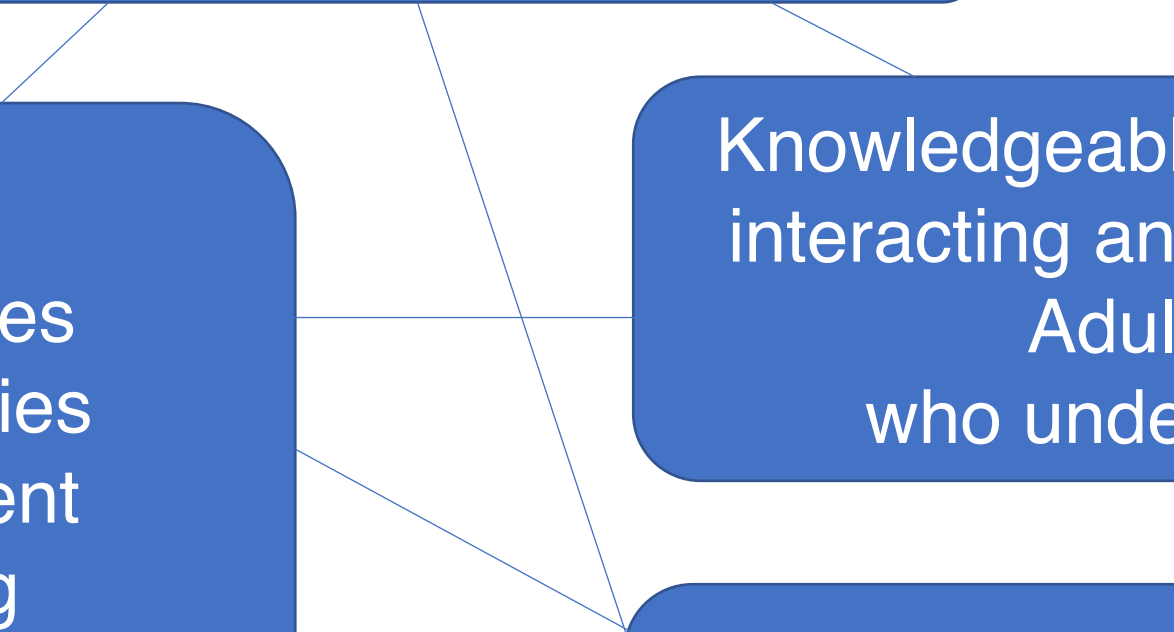 Knowledgeabl
interacting an
Adul
who unde
es
ies
ent
g